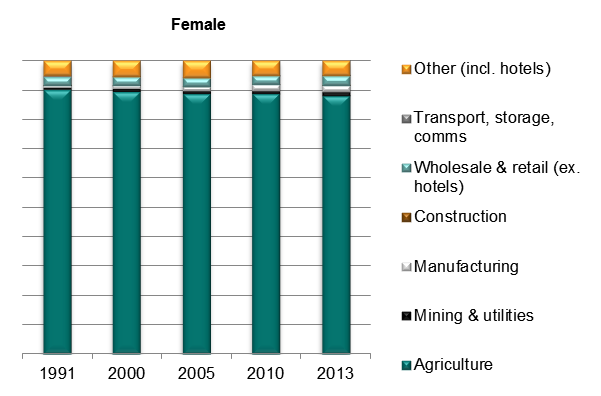 Female
Other (incl. hotels)
Transport, storage,
comms
Wholesale & retail (ex.
hotels)
Construction
Manufacturing
Mining & utilities
Agriculture
1991 2000 2005 2010 2013